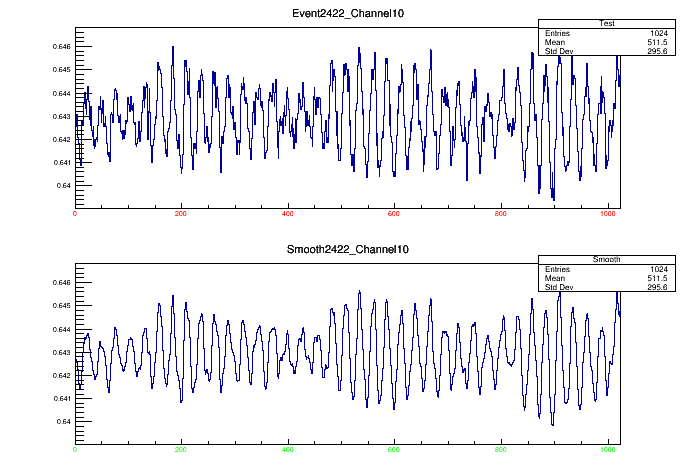 Event2422_Channel10
Test
Entries 1024
Mean 511.5
Std Dev 295.6
0.646
0.645
0.644
0.643
0.642
0.641
0.64
0 200 400 600 800 1000
Smooth2422_Channel10
Smooth
Entries 1024
Mean 511.5
Std Dev 295.6
0.646
0.645
0.644
0.643
0.642
0.641
0.64
0 200 400 600 800 1000